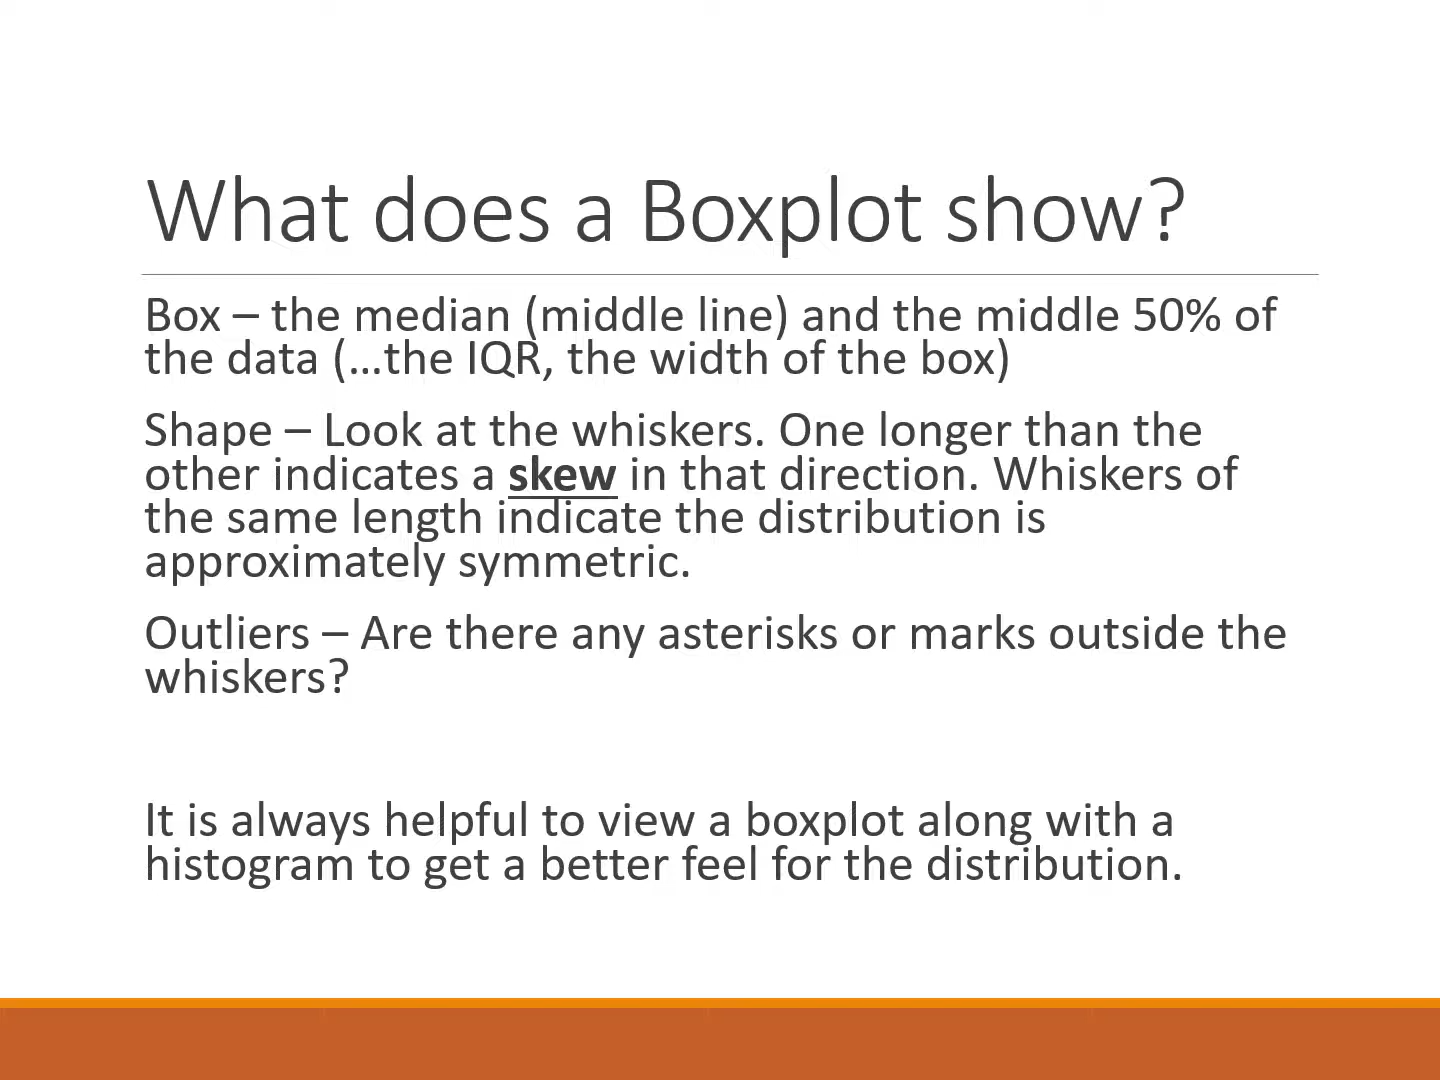 What does a Boxplot show?
Box – the median (middle line) and the middle 50% of
the data (…the IQR, the width of the box)
Shape – Look at the whiskers. One longer than the
other indicates a skew in that direction. Whiskers of
the same length indicate the distribution is
approximately symmetric.
Outliers – Are there any asterisks or marks outside the
whiskers?
It is always helpful to view a boxplot along with a
histogram to get a better feel for the distribution.